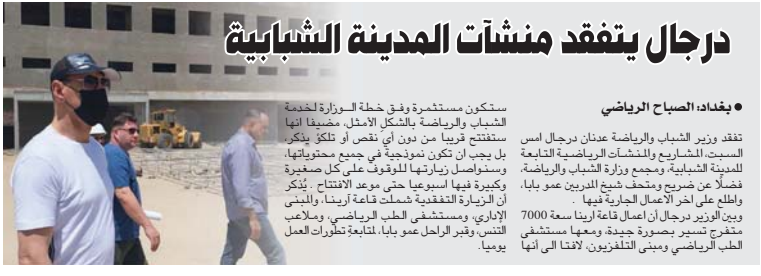 درجال يتفقد منشآت المدينة الشبابية
● بغداد: الصباح الرياضي
تفقد وزير الشباب والرياضة عدنان درجال امس
السبت، المشاريع والمنشآت الرياضية التابعة
للمدينة الشبابية، ومجمع وزارة الشباب والرياضة،
فضلًا عن ضريح ومتحف شيخ المدربين عمو بابا،
واطلع على اخر الاعمال الجارية فيها .
وبين الوزير درجال أن اعمال قاعة ارينا سعة 7000
متفرج تسير بصورة جيدة، ومعها مستشفى
الطب الرياضي ومبنى التلفزيون، لافتا الى أنها
ستكون مستثمرة وفق خطة الوزارة لخدمة
الشباب والرياضة بالشكل الأمثل، مضيفا انها
ستفتتح قريبا من دون أي نقص أو تلكؤ يذكر،
بل يجب ان تكون نموذجية في جميع محتوياتها،
وسنواصل زيارتها للوقوف على كل صغيرة
وكبيرة فيها اسبوعيا حتى موعد الافتتاح . يُذكر
أن الزيارة التفقدية شملت قاعة آرينا، والمبنى
الإداري، ومستشفى الطب الرياضي، وملاعب
التنس، وقبر الراحل عمو بابا، لمتابعةِ تطورات العمل
يوميا.